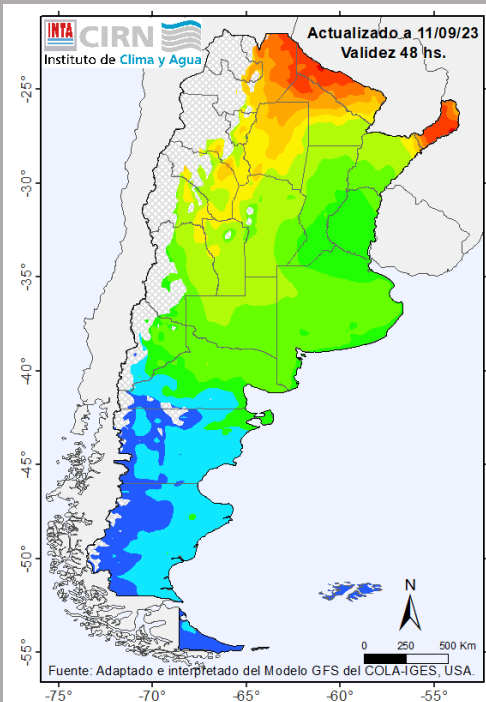 INTA CIRN
Instituto de Clima y Agua
Actualizado a 11/09/23
Validez 48 hs.
-25°
-30°
-35°
-40°
-45°
-50°
-55°
N
0 250 500 Km
Fuente: Adaptado e interpretado del Modelo GFS del COLA-IGES, USA.
-75° -70° -65° -60° -55°